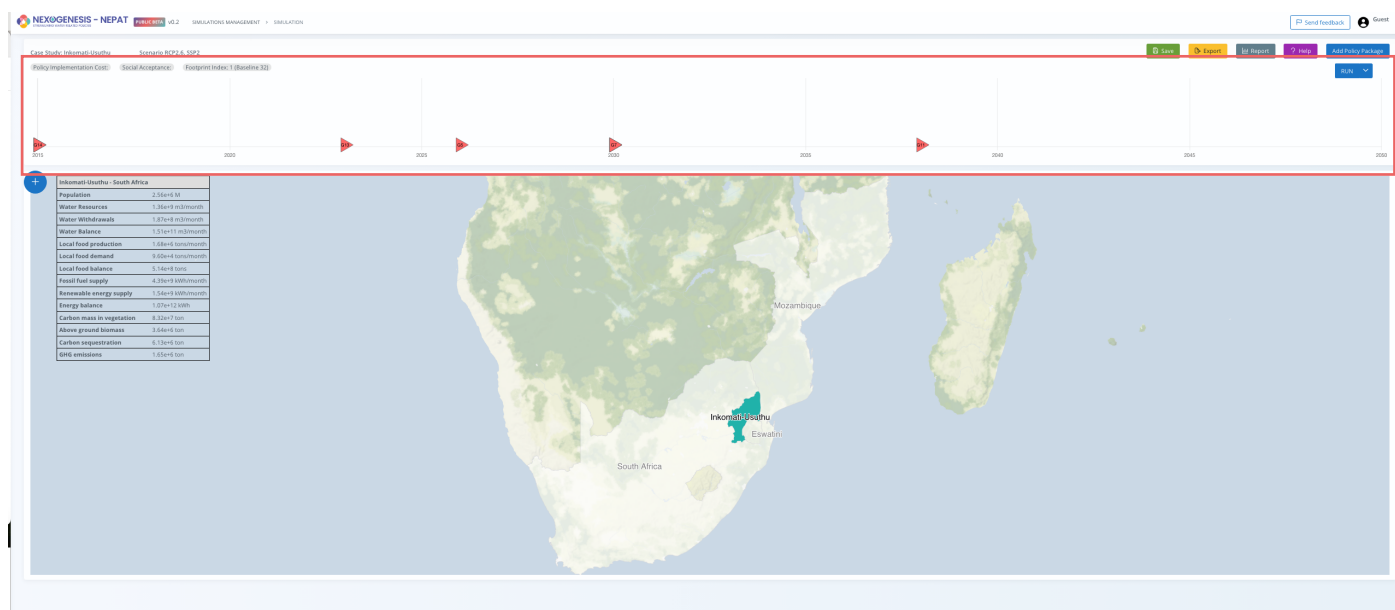 NEXOGENESIS – NEPAT PUBLIC BETA v0.2 SIMULATIONS MANAGEMENT › SIMULATION Send feedback Guest
Case Study: Inkomati-Usuthu Scenario RCP2.6, SSP2 Save Export Report ? Help Add Policy Package
Policy Implementation Cost: Social Acceptance: Footprint Index: 1 (Baseline 32) RUN
G14 G12 G7 G11
2015 2020 2025 2030 2035 2040 2045 2050
+
Inkomati-Usuthu - South Africa
Population 2.56e+6 M
Water Resources 1.36e+9 m3/month
Water Withdrawals 1.87e+8 m3/month
Water Balance 1.51e+11 m3/month
Local food production 1.68e+6 tons/month
Local food demand 9.60e+4 tons/month
Local food balance 5.14e+8 tons
Fossil fuel supply 4.39e+9 kWh/month
Renewable energy supply 1.54e+9 kWh/month
Energy balance 1.07e+12 kWh
Carbon mass in vegetation 8.32e+7 ton
Above ground biomass 3.64e+6 ton
Carbon sequestration 6.13e+6 ton
GHG emissions 1.65e+6 ton
Mozambique
Inkomati-Usuthu
Eswatini
South Africa